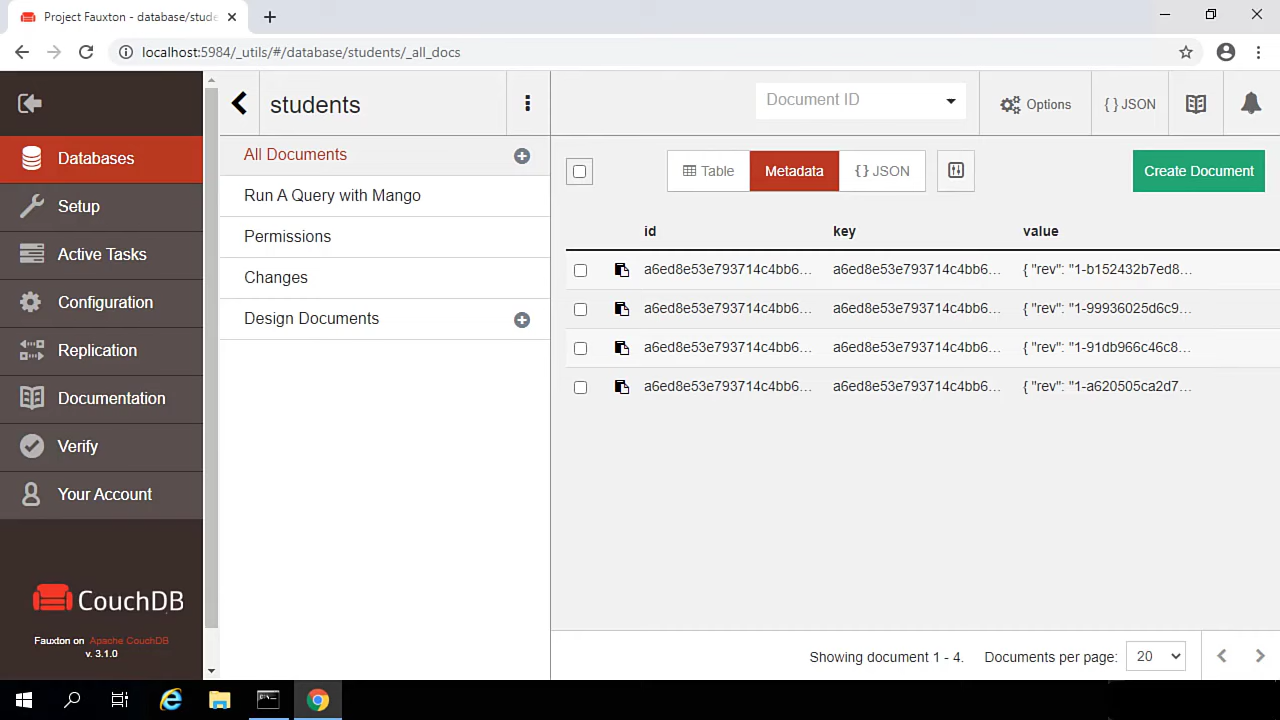 Project Fauxton - database/stude
localhost:5984/_utils/#/database/students/_all_docs
students
Document ID
Options
{ } JSON
Databases
Setup
Active Tasks
Configuration
Replication
Documentation
Verify
Your Account
CouchDB
Fauxton on Apache CouchDB
v. 3.1.0
All Documents
Run A Query with Mango
Permissions
Changes
Design Documents
Table
Metadata
{ } JSON
Create Document
id key value
a6ed8e53e793714c4bb6... a6ed8e53e793714c4bb6... { "rev": "1-b152432b7ed8...
a6ed8e53e793714c4bb6... a6ed8e53e793714c4bb6... { "rev": "1-99936025d6c9...
a6ed8e53e793714c4bb6... a6ed8e53e793714c4bb6... { "rev": "1-91db966c46c8...
a6ed8e53e793714c4bb6... a6ed8e53e793714c4bb6... { "rev": "1-a620505ca2d7...
Showing document 1 - 4. Documents per page: 20